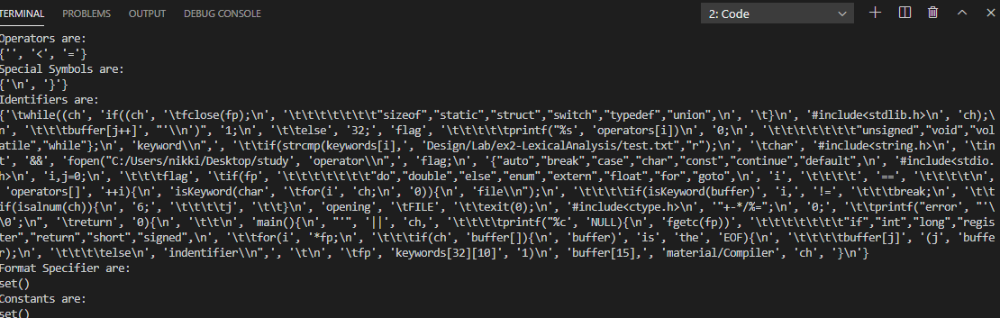 TERMINAL PROBLEMS OUTPUT DEBUG CONSOLE 2: Code
Operators are:
{'', '<', '='}
Special Symbols are:
{'\n', '}'}
Identifiers are:
{'\twhile((ch', 'if((ch', '\tfclose(fp);\n', '\t\t\t\t\t\t\t\t"sizeof","static","struct","switch","typedef","union",\n', '\t}\n', '#include<stdlib.h>\n', 'ch);\
n', '\t\t\tbuffer[j++]', "'\\n')", '1;\n', '\t\telse', '32;', 'flag', '\t\t\t\t\t\tprintf("%s', 'operators[i])\n', '0;\n', '\t\t\t\t\t\t\t\t"unsigned","void","vol
atile","while"};\n', 'keyword\\n",', '\t\tif(strcmp(keywords[i],', 'Design/Lab/ex2-LexicalAnalysis/test.txt","r");\n', '\tchar', '#include<string.h>\n', '\tin
t', '&&', 'fopen("C:/Users/nikki/Desktop/study', 'operator\\n",', 'flag;\n', '{"auto","break","case","char","const","continue","default",\n', '#include<stdio.
h>\n', 'i,j=0;\n', '\t\t\tflag', '\tif(fp', '\t\t\t\t\t\t\t\t"do","double","else","enum","extern","float","for","goto",\n', 'i', '\t\t\t\t', '==', '\t\t\t\t\n',
'operators[]', '++i){\n', 'isKeyword(char', '\tfor(i', 'ch;\n', '0)){\n', 'file\\n");\n', '\t\t\t\tif(isKeyword(buffer)', 'i,', '!=', '\t\t\tbreak;\n', '\t\t
if(isalnum(ch)){\n', '6;', '\t\t\t\t\tj', '\t\t}\n', 'opening', '\tFILE', '\t\texit(0);\n', '#include<ctype.h>\n', '"+-*/%=";\n', '0;', '\t\tprintf("error', "'\
\0';\n", '\treturn', '0){\n', '\t\t\n', 'main(){\n', "'", '||', 'ch,', '\t\t\t\tprintf("%c', 'NULL){\n', 'fgetc(fp))', '\t\t\t\t\t\t\t\t"if","int","long","regis
ter","return","short","signed",\n', '\t\tfor(i', '*fp;\n', '\t\t\tif(ch', 'buffer[]){\n', 'buffer)', 'is', 'the', 'EOF){\n', '\t\t\t\tbuffer[j]', '(j', 'buffe
r);\n', '\t\t\t\telse\n', 'indentifier\\n",', '\t\n', '\tfp', 'keywords[32][10]', '1)\n', 'buffer[15],', 'material/Compiler', 'ch', '}\n'}
Format Specifier are:
set()
Constants are:
set()